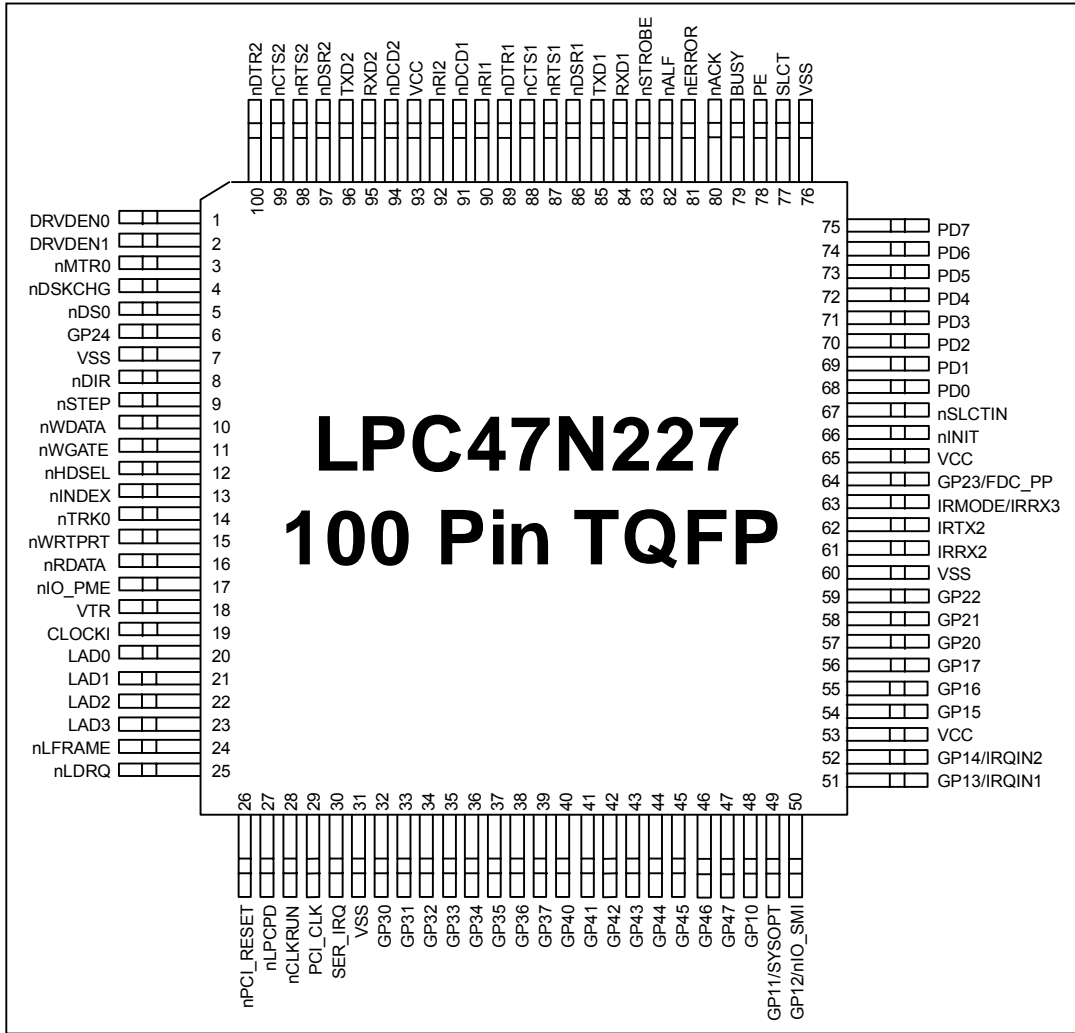 nDTR2
nCTS2
nRTS2
nDSR2
TXD2
RXD2
nDCD2
VCC
nRI2
nDCD1
nRI1
nDTR1
nCTS1
nRTS1
nDSR1
TXD1
RXD1
nSTROBE
nALF
nERROR
nACK
BUSY
PE
SLCT
VSS
100
99
98
97
96
95
94
93
92
91
90
89
88
87
86
85
84
83
82
81
80
79
78
77
76
DRVDEN0 1
DRVDEN1 2
nMTR0 3
nDSKCHG 4
nDS0 5
GP24 6
VSS 7
nDIR 8
nSTEP 9
nWDATA 10
nWGATE 11
nHDSEL 12
nINDEX 13
nTRK0 14
nWRTPRT 15
nRDATA 16
nIO_PME 17
VTR 18
CLOCKI 19
LAD0 20
LAD1 21
LAD2 22
LAD3 23
nLFRAME 24
nLDRQ 25
LPC47N227
100 Pin TQFP
75 PD7
74 PD6
73 PD5
72 PD4
71 PD3
70 PD2
69 PD1
68 PD0
67 nSLCTIN
66 nINIT
65 VCC
64 GP23/FDC_PP
63 IRMODE/IRRX3
62 IRTX2
61 IRRX2
60 VSS
59 GP22
58 GP21
57 GP20
56 GP17
55 GP16
54 GP15
53 VCC
52 GP14/IRQIN2
51 GP13/IRQIN1
26
27
28
29
30
31
32
33
34
35
36
37
38
39
40
41
42
43
44
45
46
47
48
49
50
nPCI_RESET
nLPCPD
nCLKRUN
PCI_CLK
SER_IRQ
VSS
GP30
GP31
GP32
GP33
GP34
GP35
GP36
GP37
GP40
GP41
GP42
GP43
GP44
GP45
GP46
GP47
GP10
GP11/SYSOPT
GP12/nIO_SMI